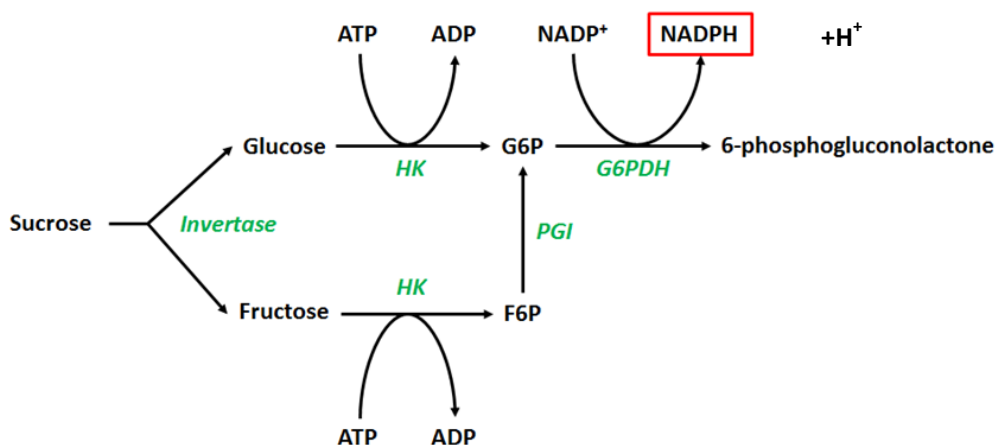 ATP ADP NADP⁺ NADPH +H⁺
Glucose G6P 6-phosphogluconolactone
HK G6PDH
Sucrose Invertase PGI
HK
Fructose F6P
ATP ADP